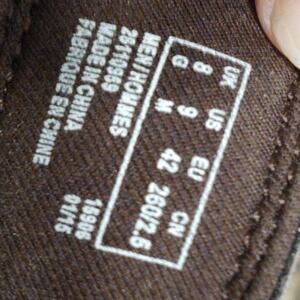 UK US EU CN
8 9 42 260/2.5
G M
MEN HOMMES
MADE IN CHINA
FABRIQUE EN CHINE
01/15